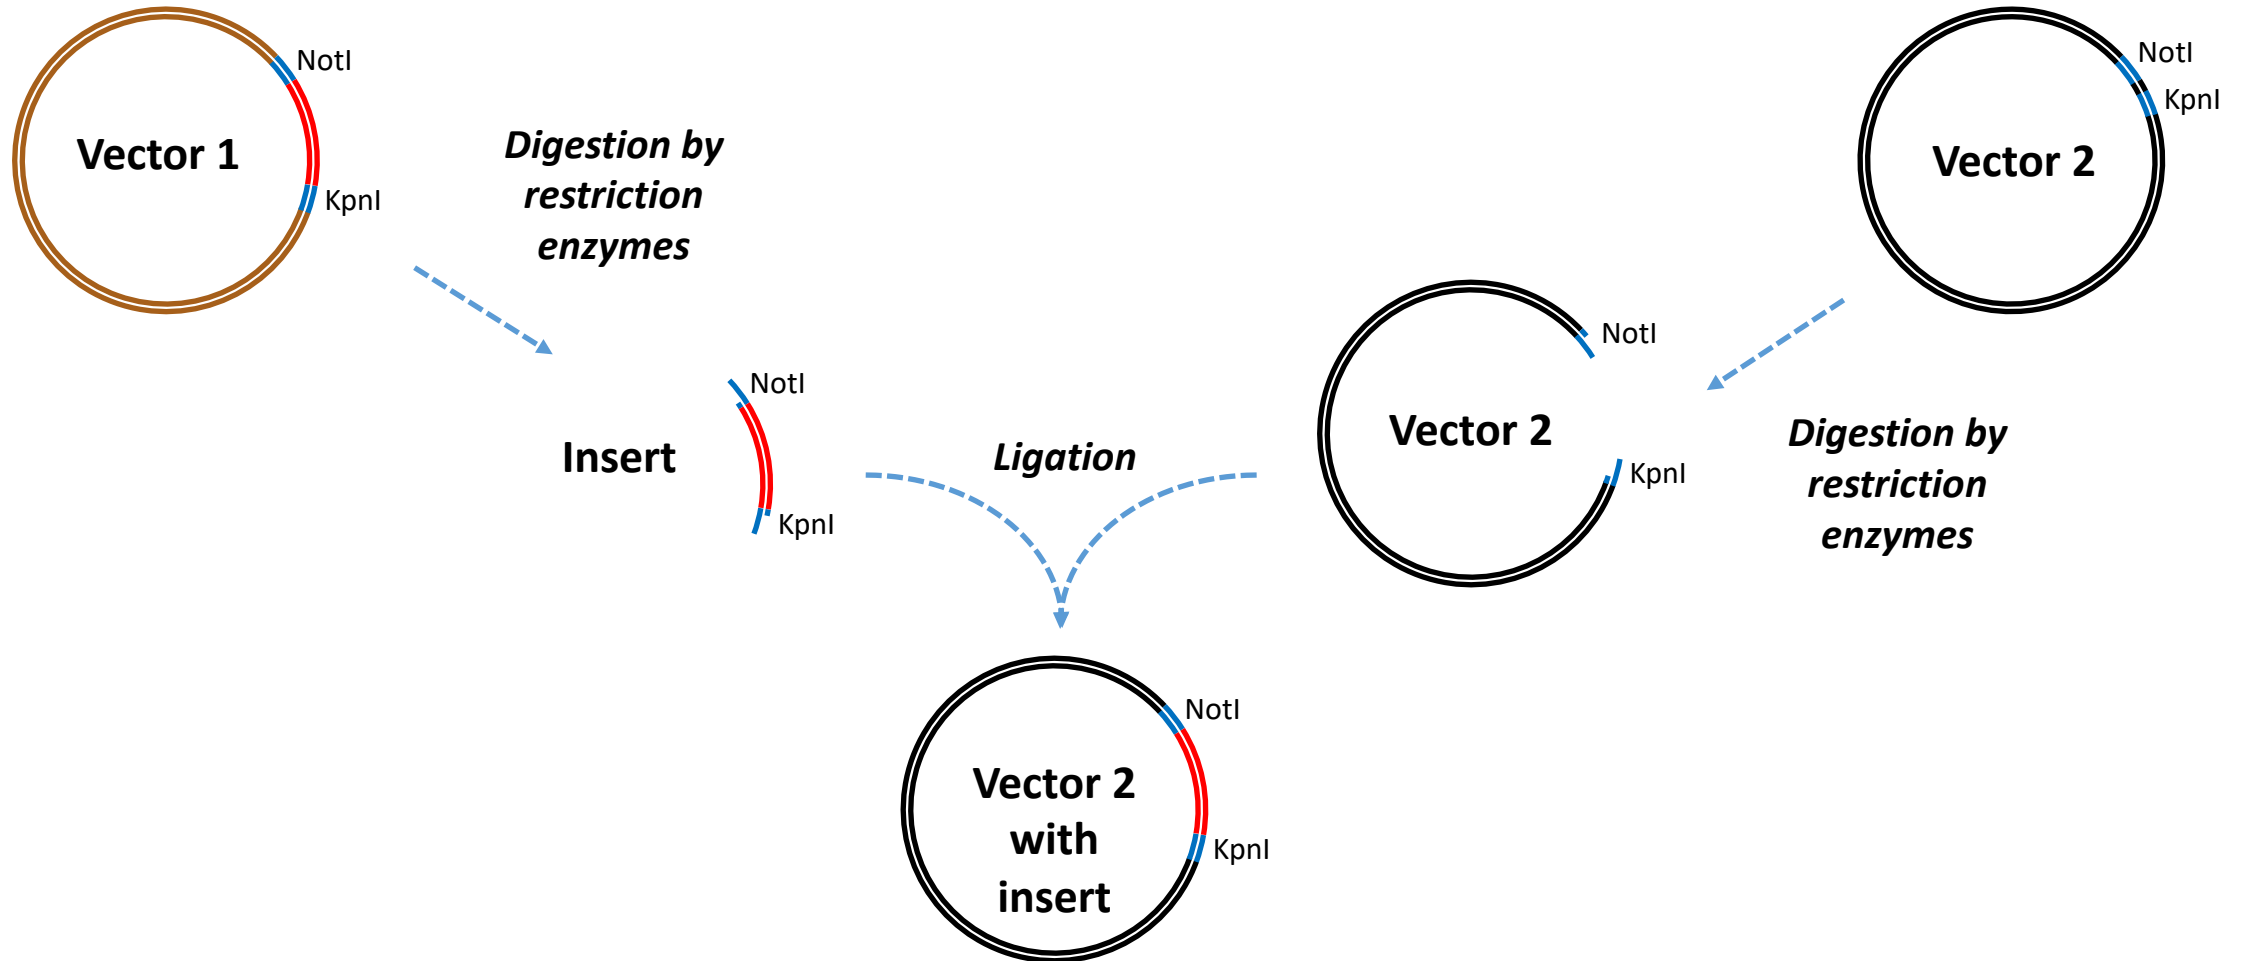 NotI
Vector 1
KpnI
Digestion by
restriction
enzymes
NotI
KpnI
Vector 2
NotI
Insert
KpnI
Ligation
NotI
Vector 2
KpnI
Digestion by
restriction
enzymes
NotI
Vector 2
with
insert
KpnI